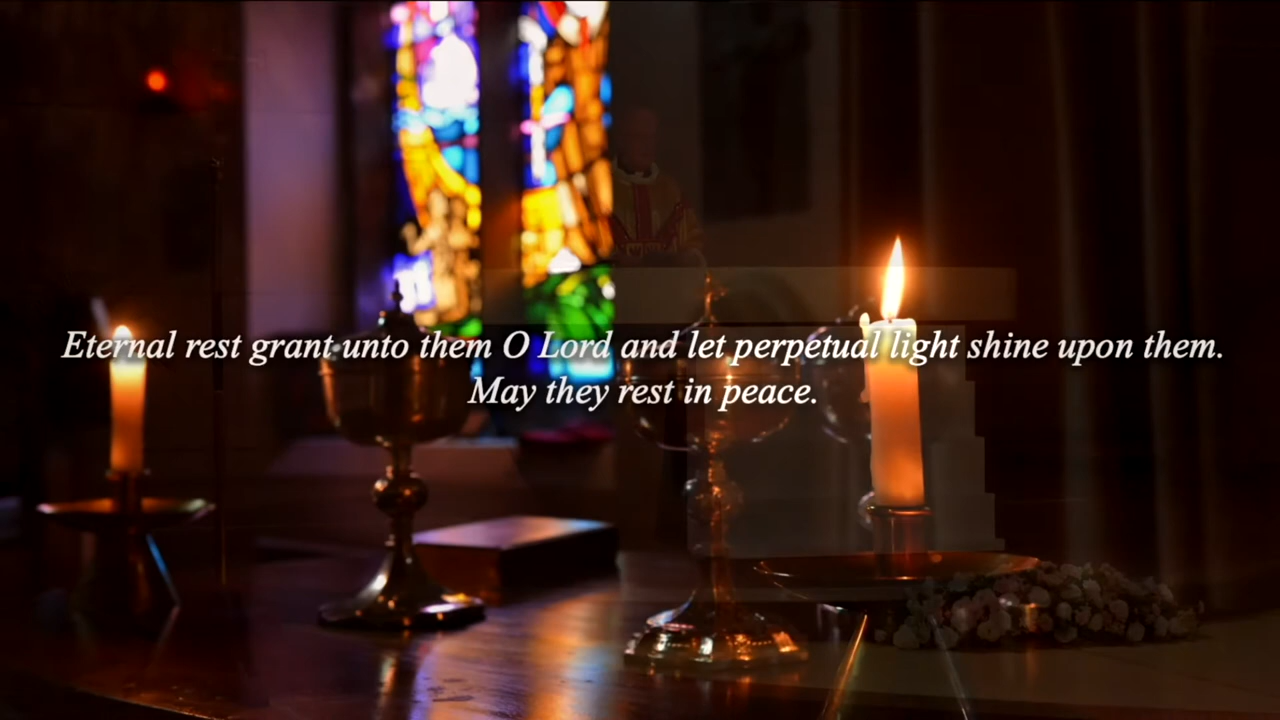 Eternal rest grant unto them O Lord and let perpetual light shine upon them.
May they rest in peace.